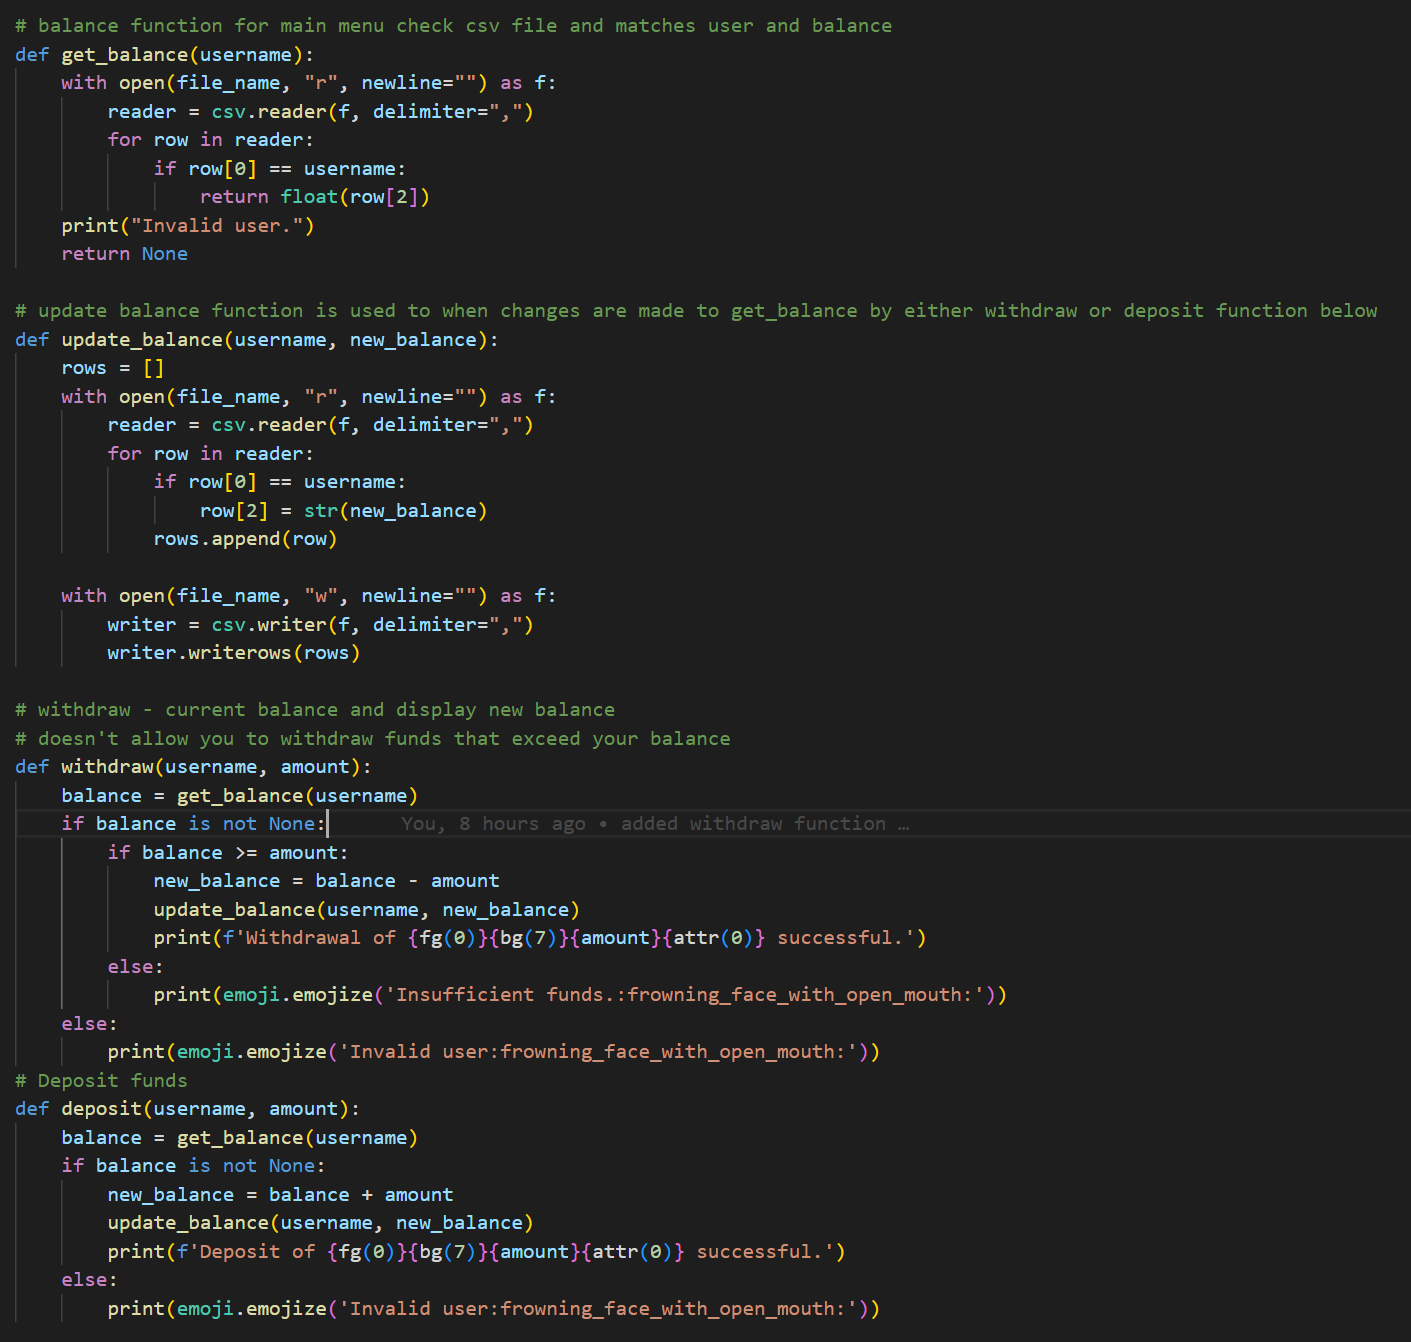 # balance function for main menu check csv file and matches user and balance
def get_balance(username):
    with open(file_name, "r", newline="") as f:
        reader = csv.reader(f, delimiter=",")
        for row in reader:
            if row[0] == username:
                return float(row[2])
    print("Invalid user.")
    return None

# update balance function is used to when changes are made to get_balance by either withdraw or deposit function below
def update_balance(username, new_balance):
    rows = []
    with open(file_name, "r", newline="") as f:
        reader = csv.reader(f, delimiter=",")
        for row in reader:
            if row[0] == username:
                row[2] = str(new_balance)
            rows.append(row)

    with open(file_name, "w", newline="") as f:
        writer = csv.writer(f, delimiter=",")
        writer.writerows(rows)

# withdraw - current balance and display new balance
# doesn't allow you to withdraw funds that exceed your balance
def withdraw(username, amount):
    balance = get_balance(username)
    if balance is not None:      You, 8 hours ago • added withdraw function …
        if balance >= amount:
            new_balance = balance - amount
            update_balance(username, new_balance)
            print(f'Withdrawal of {fg(0)}{bg(7)}{amount}{attr(0)} successful.')
        else:
            print(emoji.emojize('Insufficient funds.:frowning_face_with_open_mouth:'))
    else:
        print(emoji.emojize('Invalid user:frowning_face_with_open_mouth:'))
# Deposit funds
def deposit(username, amount):
    balance = get_balance(username)
    if balance is not None:
        new_balance = balance + amount
        update_balance(username, new_balance)
        print(f'Deposit of {fg(0)}{bg(7)}{amount}{attr(0)} successful.')
    else:
        print(emoji.emojize('Invalid user:frowning_face_with_open_mouth:'))